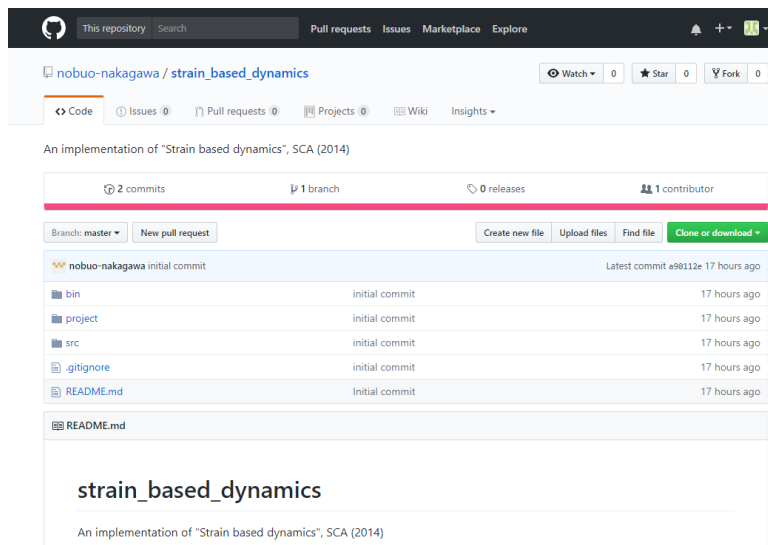 This repository Search Pull requests Issues Marketplace Explore
nobuo-nakagawa / strain_based_dynamics Watch 0 Star 0 Fork 0
Code Issues 0 Pull requests 0 Projects 0 Wiki Insights
An implementation of "Strain based dynamics", SCA (2014)
2 commits 1 branch 0 releases 1 contributor
Branch: master New pull request Create new file Upload files Find file Clone or download
nobuo-nakagawa initial commit Latest commit a90112e 17 hours ago
bin initial commit 17 hours ago
project initial commit 17 hours ago
src initial commit 17 hours ago
.gitignore initial commit 17 hours ago
README.md Initial commit 17 hours ago
README.md
strain_based_dynamics
An implementation of "Strain based dynamics", SCA (2014)